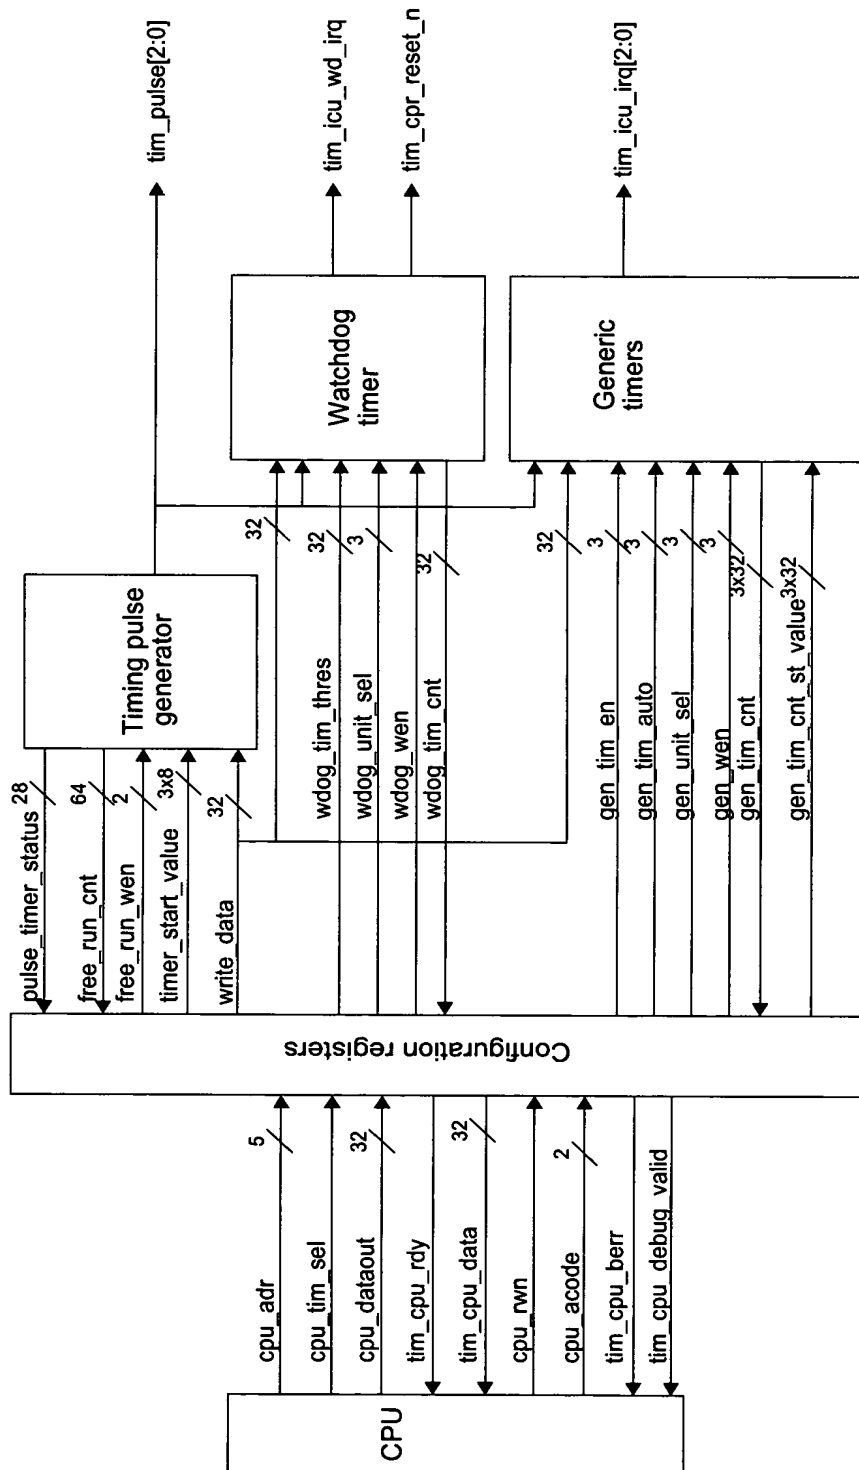 CPU
cpu_adr
5
cpu_tim_sel
cpu_dataout
32
tim_cpu_rdy
tim_cpu_data
32
cpu_rwn
cpu_acode
2
tim_cpu_berr
tim_cpu_debug_valid
Configuration registers
pulse_timer_status
28
free_run_cnt
64
free_run_wen
2
timer_start_value
3x8
write_data
32
Timing pulse
generator
tim_pulse[2:0]
32
wdog_tim_thres
32
wdog_unit_sel
3
wdog_wen
wdog_tim_cnt
32
Watchdog
timer
tim_icu_wd_irq
tim_cpr_reset_n
32
gen_tim_en
3
gen_tim_auto
3
gen_unit_sel
3
gen_wen
3
gen_tim_cnt
3x32
gen_tim_cnt_st_value
3x32
Generic
timers
tim_icu_irq[2:0]